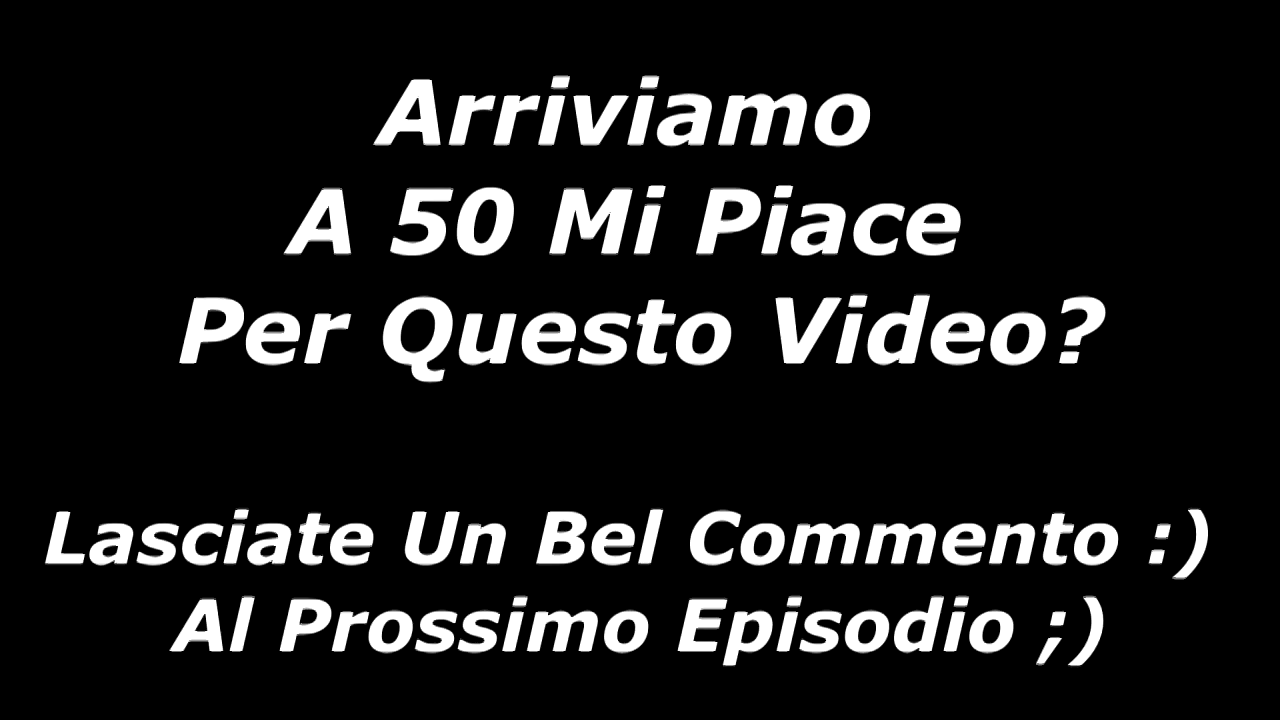 Arriviamo
A 50 Mi Piace
Per Questo Video?
Lasciate Un Bel Commento :)
Al Prossimo Episodio ;)